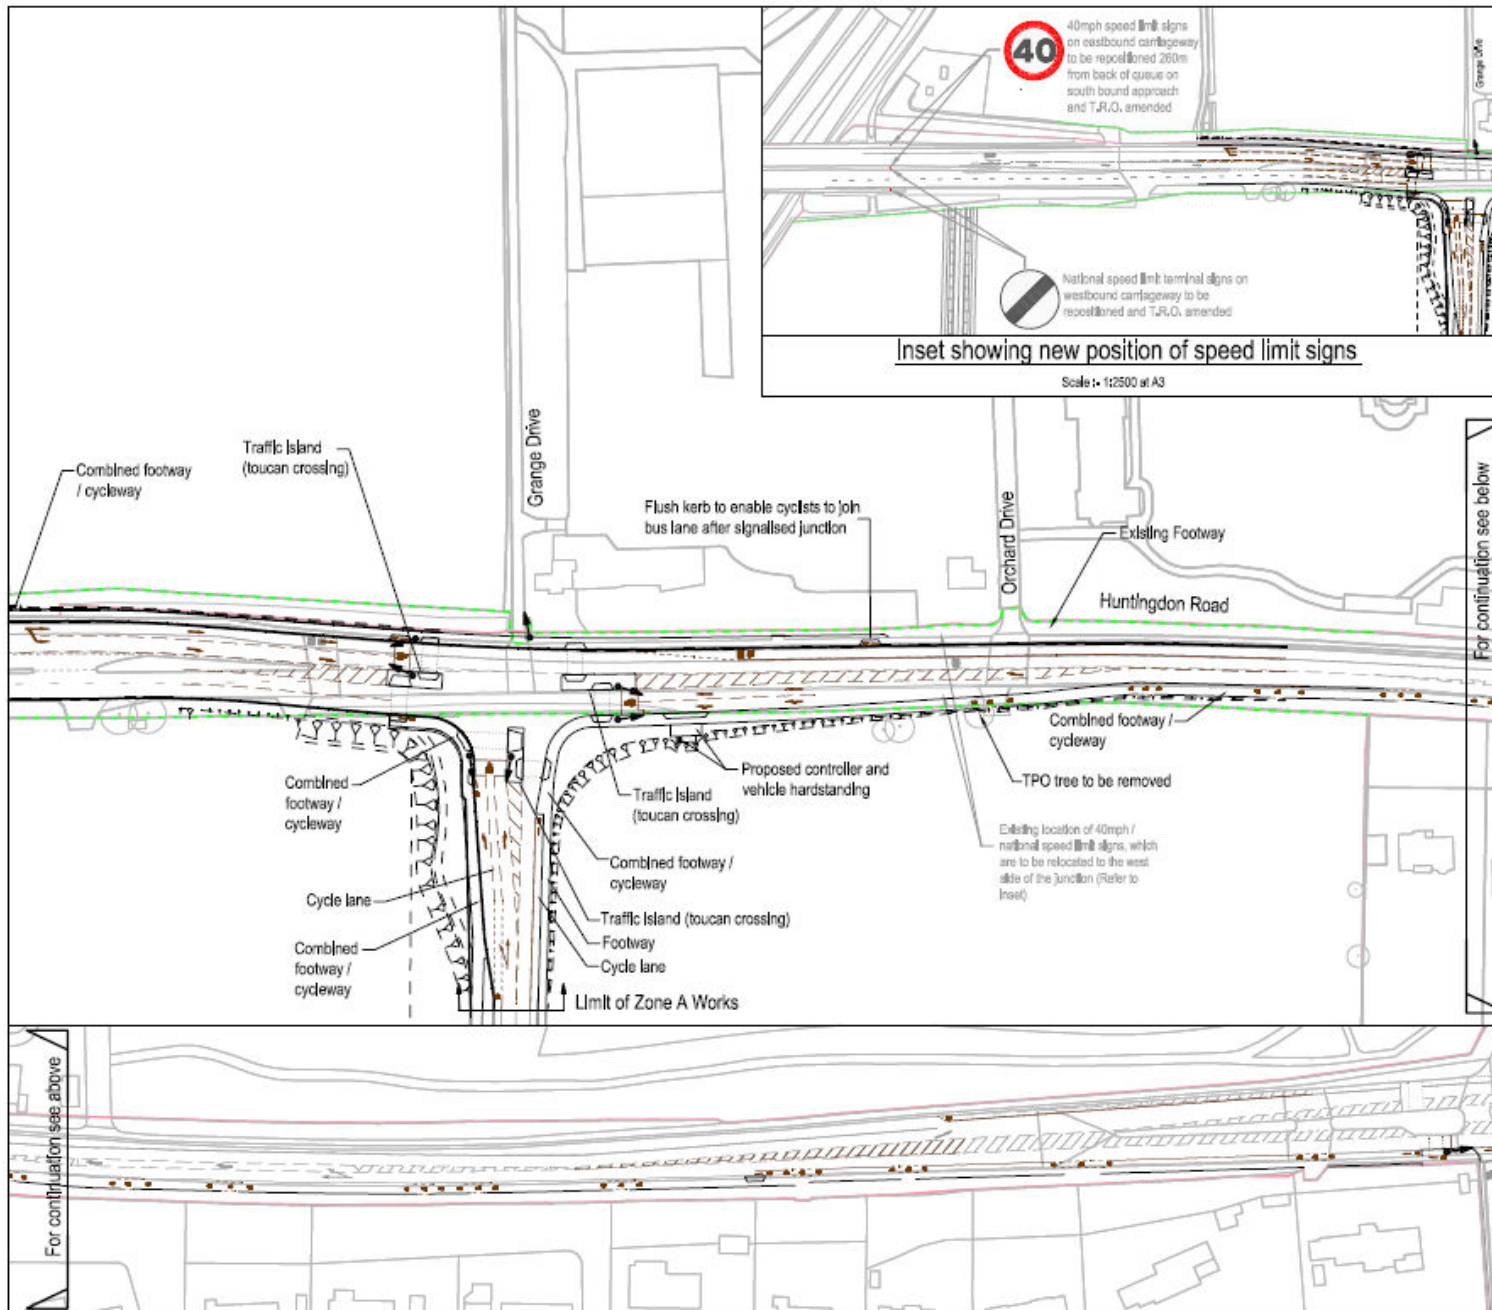 40
40mph speed limit signs
on eastbound carriageway
to be repositioned 260m
from back of queue on
south bound approach
and T.R.O. amended
Grange Drive
National speed limit terminal signs on
westbound carriageway to be
repositioned and T.R.O. amended
Inset showing new position of speed limit signs
Scale :- 1:2500 at A3
Combined footway
/ cycleway
Traffic Island
(toucan crossing)
Grange Drive
Flush kerb to enable cyclists to join
bus lane after signalised junction
Orchard Drive
Existing Footway
Huntingdon Road
For continuation see below
Combined footway /
cycleway
Combined
footway /
cycleway
Proposed controller and
vehicle hardstanding
TPO tree to be removed
Traffic Island
(toucan crossing)
Existing location of 40mph /
national speed limit signs, which
are to be relocated to the west
side of the junction (Refer to
Inset)
Combined footway /
cycleway
Cycle lane
Traffic Island (toucan crossing)
Footway
Cycle lane
Combined
footway /
cycleway
Limit of Zone A Works
For continuation see above